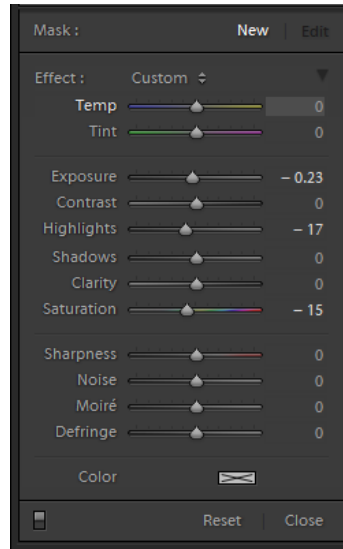 Mask : New | Edit
Effect : Custom
Temp 0
Tint 0
Exposure – 0.23
Contrast 0
Highlights – 17
Shadows 0
Clarity 0
Saturation – 15
Sharpness 0
Noise 0
Moiré 0
Defringe 0
Color
Reset | Close